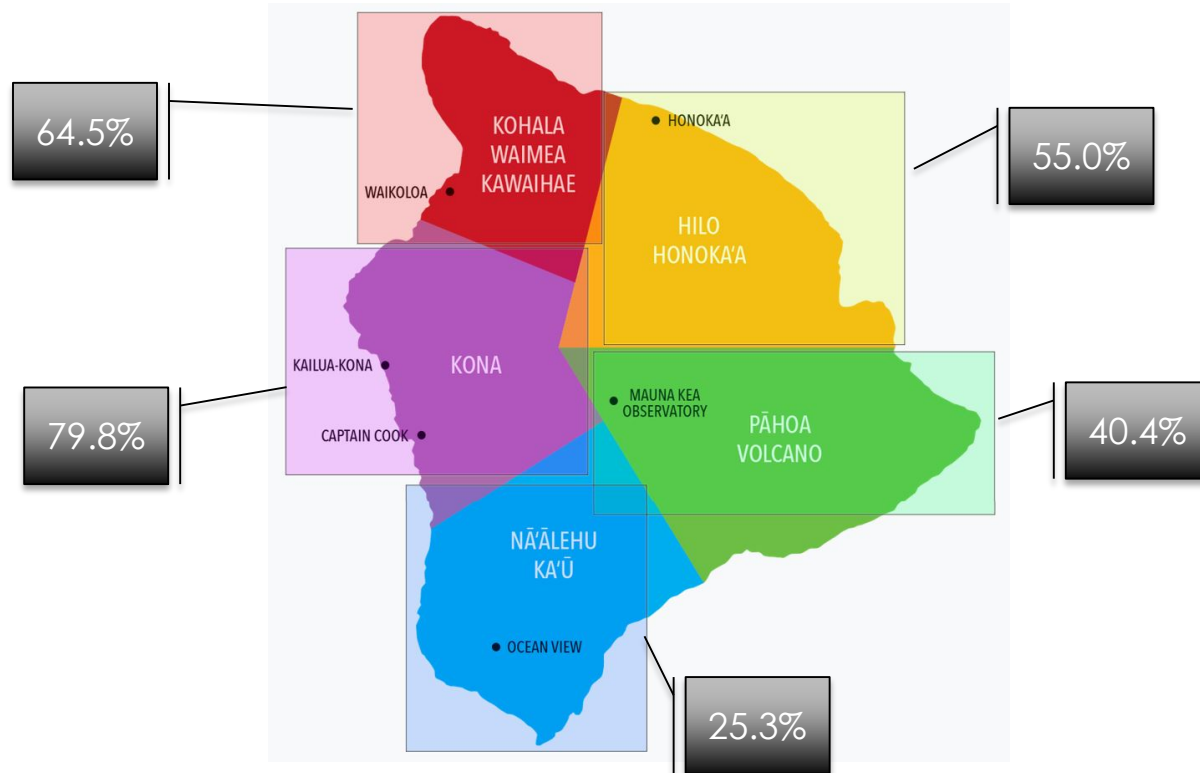 64.5%
KOHALA
WAIMEA
KAWAIHAE
WAIKOLOA
HONOKA‘A
55.0%
HILO
HONOKA‘A
KAILUA-KONA
KONA
CAPTAIN COOK
79.8%
MAUNA KEA
OBSERVATORY
PĀHOA
VOLCANO
40.4%
NĀ‘ĀLEHU
KA‘Ū
OCEAN VIEW
25.3%